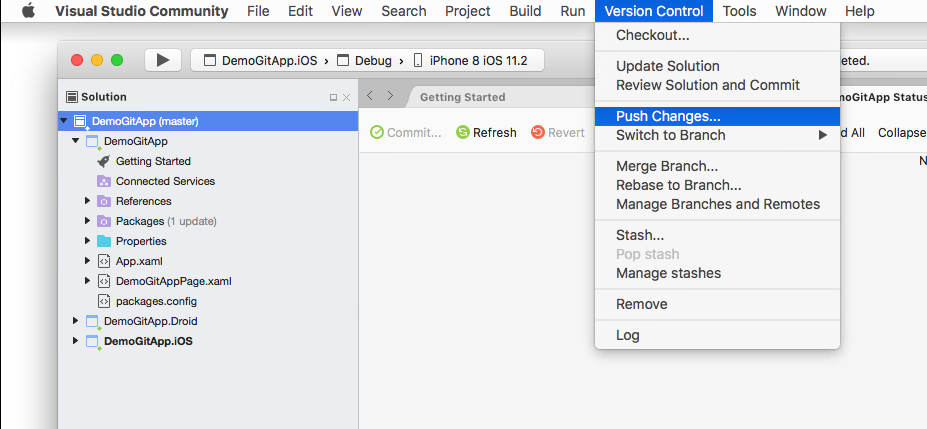 Visual Studio Community File Edit View Search Project Build Run Version Control Tools Window Help
DemoGitApp.iOS › Debug › iPhone 8 iOS 11.2
eted.
Solution
DemoGitApp (master)
DemoGitApp
Getting Started
Connected Services
References
Packages (1 update)
Properties
App.xaml
DemoGitAppPage.xaml
packages.config
DemoGitApp.Droid
DemoGitApp.iOS
Getting Started
Commit... Refresh Revert
Checkout...
Update Solution
Review Solution and Commit
Push Changes...
Switch to Branch
Merge Branch...
Rebase to Branch...
Manage Branches and Remotes
Stash...
Pop stash
Manage stashes
Remove
Log
moGitApp Status
d All Collapse
N